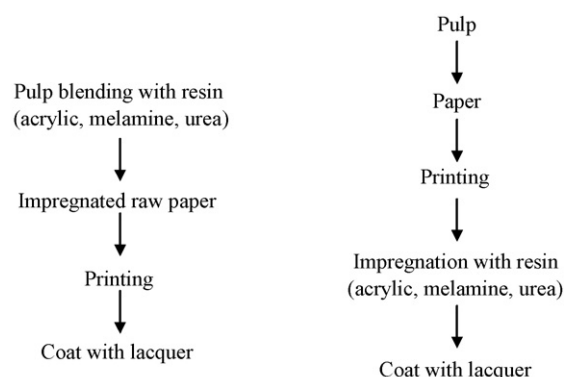 Pulp blending with resin
(acrylic, melamine, urea)
Impregnated raw paper
Printing
Coat with lacquer
Pulp
Paper
Printing
Impregnation with resin
(acrylic, melamine, urea)
Coat with lacquer